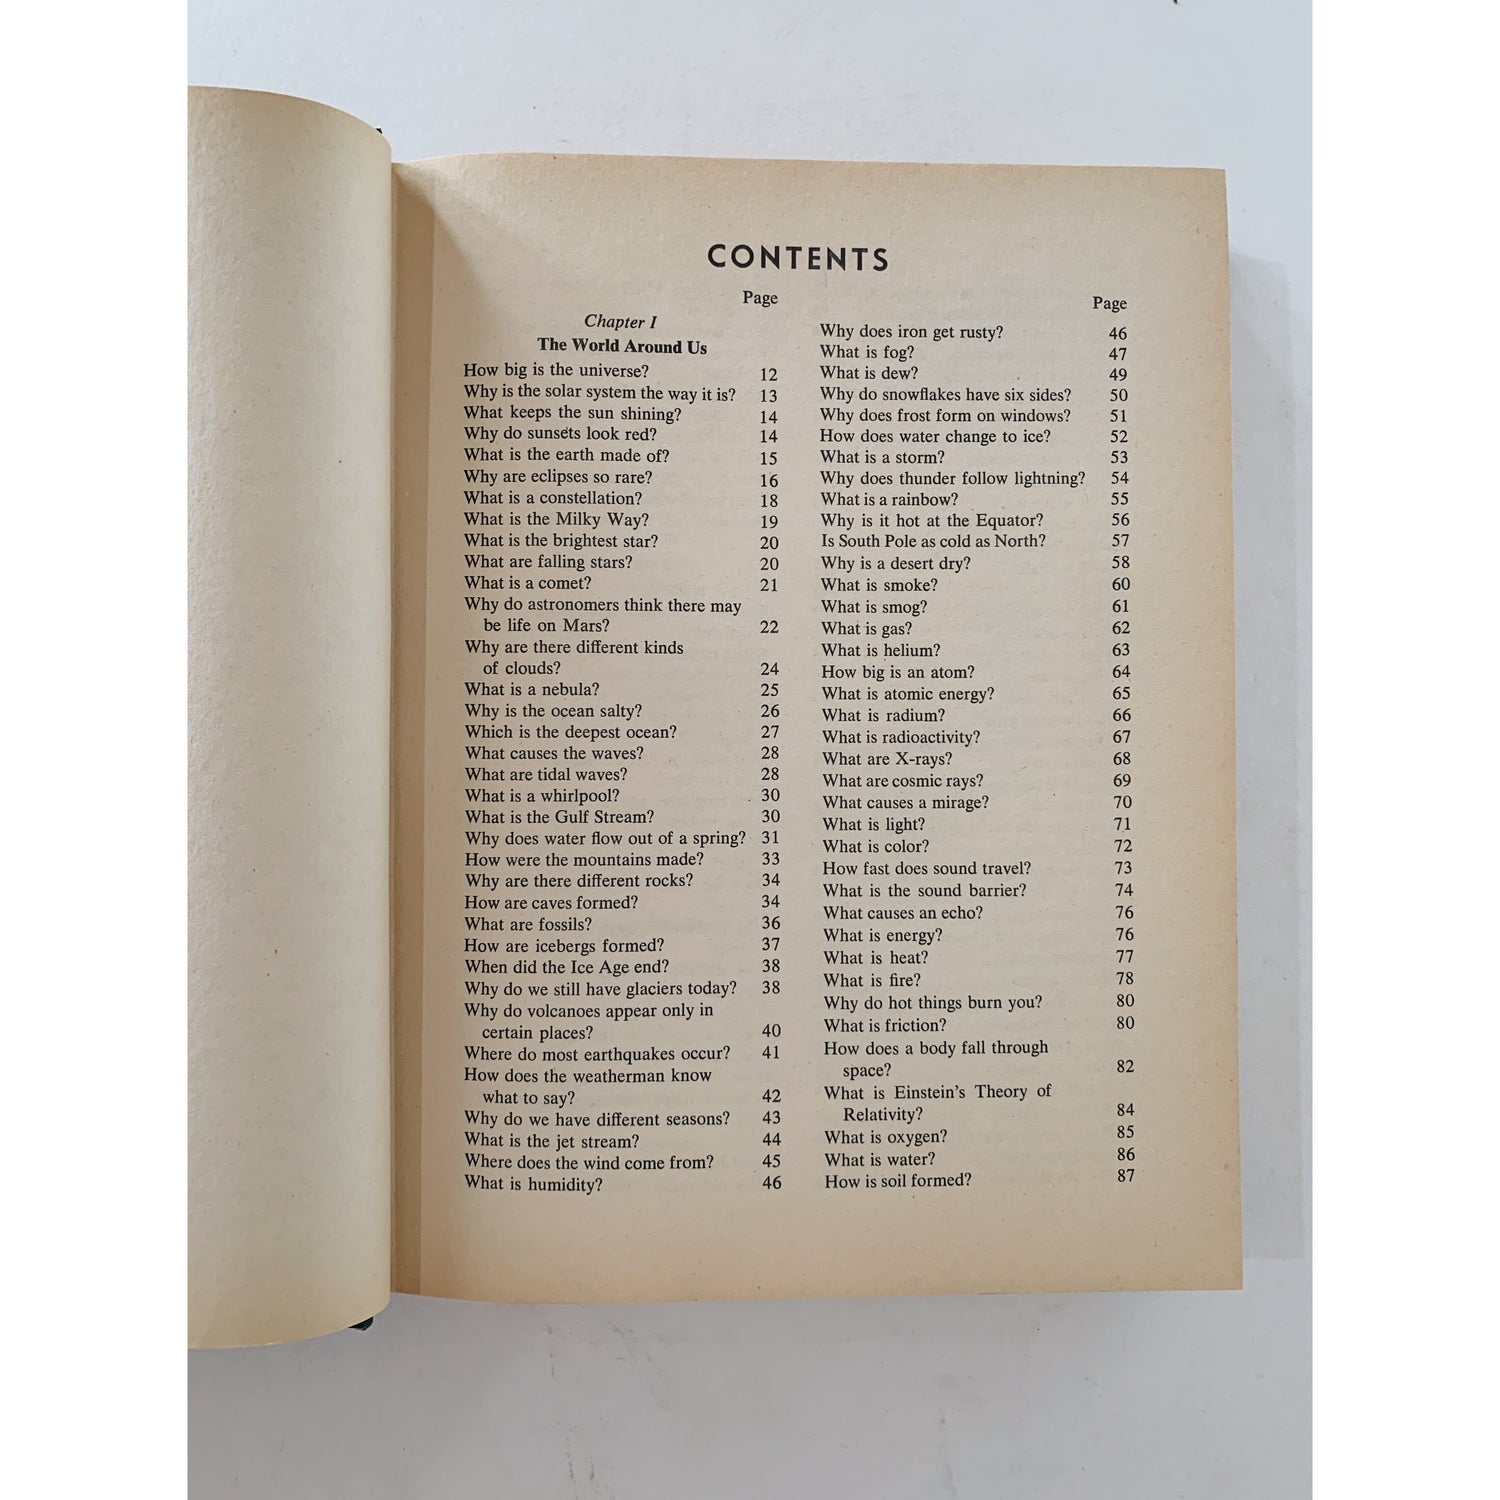 CONTENTS
Page
Chapter I
The World Around Us
How big is the universe? 12
Why is the solar system the way it is? 13
What keeps the sun shining? 14
Why do sunsets look red? 14
What is the earth made of? 15
Why are eclipses so rare? 16
What is a constellation? 18
What is the Milky Way? 19
What is the brightest star? 20
What are falling stars? 20
What is a comet? 21
Why do astronomers think there may
be life on Mars? 22
Why are there different kinds
of clouds? 24
What is a nebula? 25
Why is the ocean salty? 26
Which is the deepest ocean? 27
What causes the waves? 28
What are tidal waves? 28
What is a whirlpool? 30
What is the Gulf Stream? 30
Why does water flow out of a spring? 31
How were the mountains made? 33
Why are there different rocks? 34
How are caves formed? 34
What are fossils? 36
How are icebergs formed? 37
When did the Ice Age end? 38
Why do we still have glaciers today? 38
Why do volcanoes appear only in
certain places? 40
Where do most earthquakes occur? 41
How does the weatherman know
what to say? 42
Why do we have different seasons? 43
What is the jet stream? 44
Where does the wind come from? 45
What is humidity? 46
Page
Why does iron get rusty? 46
What is fog? 47
What is dew? 49
Why do snowflakes have six sides? 50
Why does frost form on windows? 51
How does water change to ice? 52
What is a storm? 53
Why does thunder follow lightning? 54
What is a rainbow? 55
Why is it hot at the Equator? 56
Is South Pole as cold as North? 57
Why is a desert dry? 58
What is smoke? 60
What is smog? 61
What is gas? 62
What is helium? 63
How big is an atom? 64
What is atomic energy? 65
What is radium? 66
What is radioactivity? 67
What are X-rays? 68
What are cosmic rays? 69
What causes a mirage? 70
What is light? 71
What is color? 72
How fast does sound travel? 73
What is the sound barrier? 74
What causes an echo? 76
What is energy? 76
What is heat? 77
What is fire? 78
Why do hot things burn you? 80
What is friction? 80
How does a body fall through
space? 82
What is Einstein's Theory of
Relativity? 84
What is oxygen? 85
What is water? 86
How is soil formed? 87